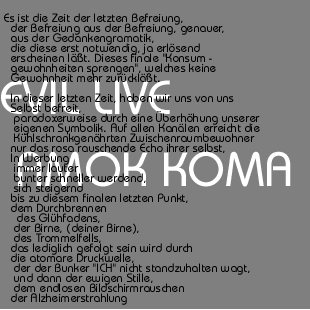 Es ist die Zeit der letzten Befreiung,
der Befreiung aus der Befreiung, genauer,
aus der Gedankengramatik,
die diese erst notwendig, ja erlösend
erscheinen läßt. Dieses finale "Konsum -
gewohnheiten sprengen", welches keine
Gewohnheit mehr zurückläßt.
EVIL LIVE
In dieser letzten Zeit, haben wir uns von uns
Selbst befreit,
paradoxerweise durch eine Überhöhung unserer
eigenen Symbolik. Auf allen Kanälen erreicht die
Kühlschrankgenährten Zwischenraumbewohner
nur das rosa rauschende Echo ihrer selbst,
In Werbung
AMOK KOMA
immer lauter
bunter schneller werdend,
sich steigernd
bis zu diesem finalen letzten Punkt,
dem Durchbrennen
des Glühfadens,
der Birne, (deiner Birne),
des Trommelfells,
das lediglich gefolgt sein wird durch
die atomare Druckwelle,
der der Bunker "ICH" nicht standzuhalten wagt,
und dann der ewigen Stille,
dem endlosen Bildschirmrauschen
der Alzheimerstrahlung